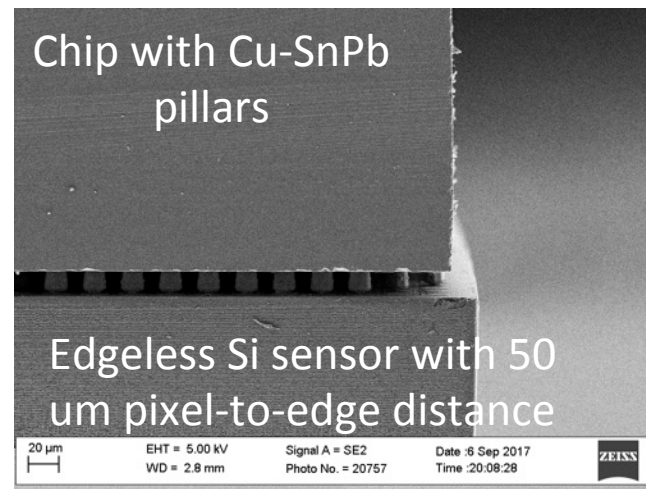 Chip with Cu-SnPb
pillars
Edgeless Si sensor with 50
um pixel-to-edge distance
20 µm
EHT = 5.00 kV
Signal A = SE2
Date :6 Sep 2017
WD = 2.8 mm
Photo No. = 20757
Time :20:08:28
ZEISS